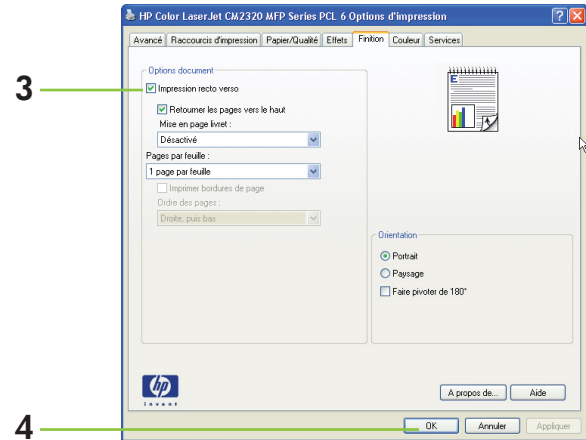 HP Color LaserJet CM2320 MFP Series PCL 6 Options d'impression
Avancé Raccourcis d'impression Papier/Qualité Effets Finition Couleur Services
Options document
3
Impression recto verso
Retourner les pages vers le haut
Mise en page livret :
Désactivé
Pages par feuille :
1 page par feuille
Imprimer bordures de page
Ordre des pages :
Droite, puis bas
E
Orientation
Portrait
Paysage
Faire pivoter de 180°
hp
invent
A propos de... Aide
4
OK Annuler Appliquer